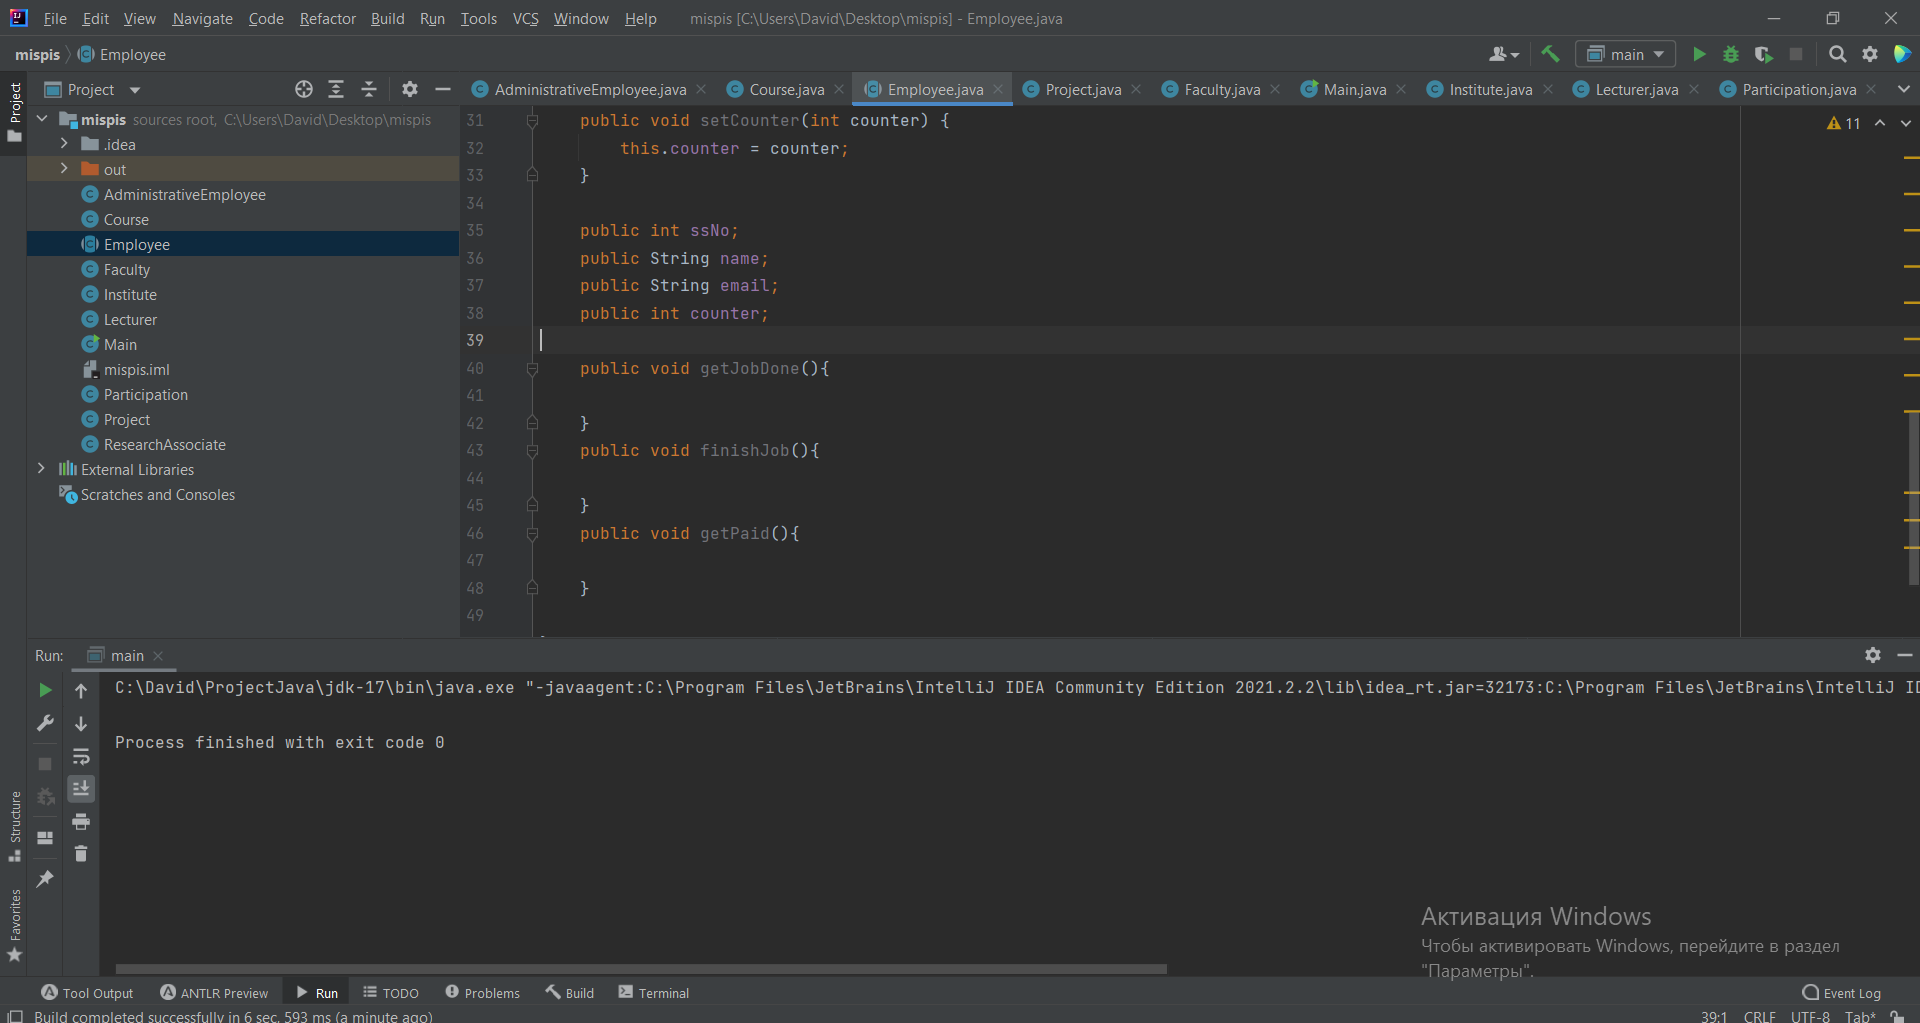 File Edit View Navigate Code Refactor Build Run Tools VCS Window Help mispis [C:\Users\David\Desktop\mispis] - Employee.java
mispis Employee main
Project AdministrativeEmployee.java Course.java Employee.java Project.java Faculty.java Main.java Institute.java Lecturer.java Participation.java
Project
mispis sources root, C:\Users\David\Desktop\mispis
.idea
out
AdministrativeEmployee
Course
Employee
Faculty
Institute
Lecturer
Main
mispis.iml
Participation
Project
ResearchAssociate
External Libraries
Scratches and Consoles
11
31 public void setCounter(int counter) {
32 this.counter = counter;
33 }
34
35 public int ssNo;
36 public String name;
37 public String email;
38 public int counter;
39
40 public void getJobDone(){
41
42 }
43 public void finishJob(){
44
45 }
46 public void getPaid(){
47
48 }
49
Run: main
C:\David\ProjectJava\jdk-17\bin\java.exe "-javaagent:C:\Program Files\JetBrains\IntelliJ IDEA Community Edition 2021.2.2\lib\idea_rt.jar=32173:C:\Program Files\JetBrains\IntelliJ ID
Process finished with exit code 0
Structure
Favorites
Активация Windows
Чтобы активировать Windows, перейдите в раздел
"Параметры".
Tool Output ANTLR Preview Run TODO Problems Build Terminal Event Log
Build completed successfully in 6 sec, 593 ms (a minute ago) 39:1 CRLF UTF-8 Tab*